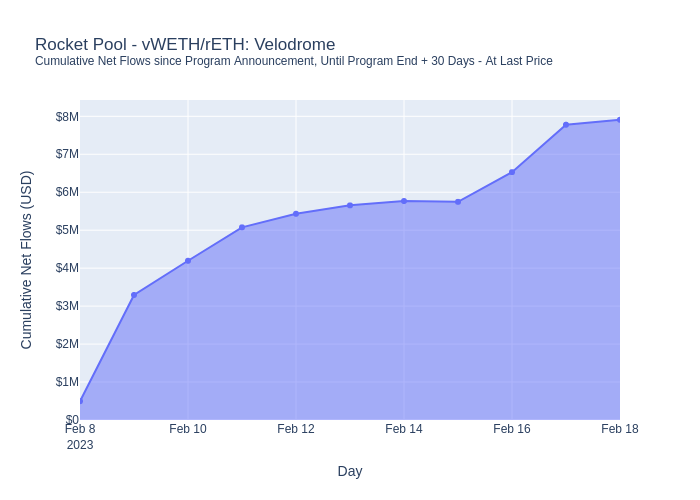 Rocket Pool - vWETH/rETH: Velodrome
Cumulative Net Flows since Program Announcement, Until Program End + 30 Days - At Last Price
Cumulative Net Flows (USD)
$8M
$7M
$6M
$5M
$4M
$3M
$2M
$1M
$0
Feb 8 Feb 10 Feb 12 Feb 14 Feb 16 Feb 18
2023
Day